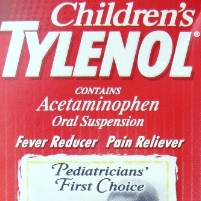 Children's
TYLENOL®
CONTAINS
Acetaminophen
Oral Suspension
Fever Reducer Pain Reliever
Pediatricians'
First Choice